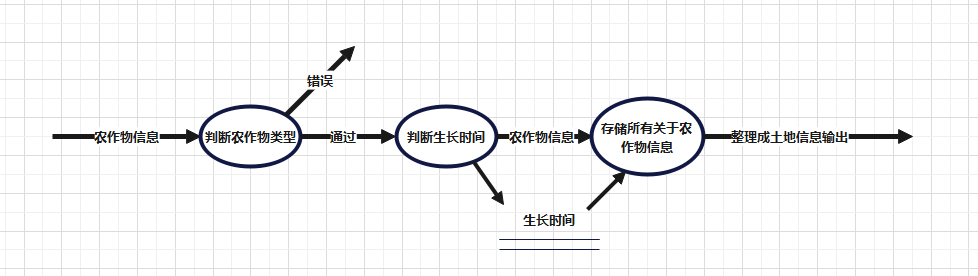 错误
农作物信息
判断农作物类型
通过
判断生长时间
农作物信息
存储所有关于农
作物信息
整理成土地信息输出
生长时间